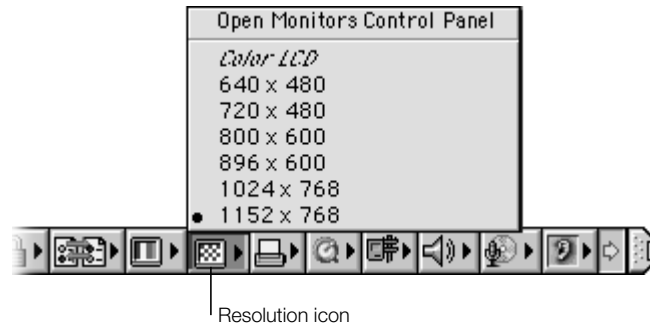 Open Monitors Control Panel
Color LCD
640 x 480
720 x 480
800 x 600
896 x 600
1024 x 768
• 1152 x 768
Resolution icon